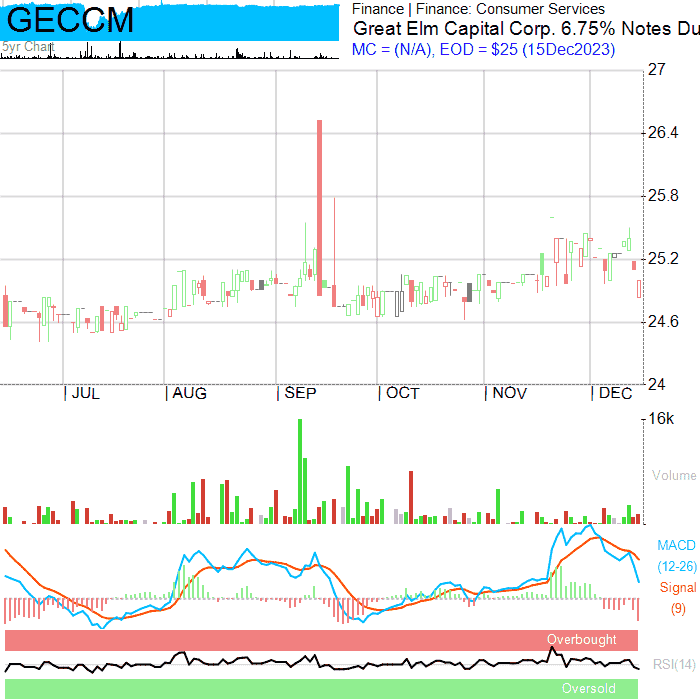 GECCM
Finance | Finance: Consumer Services
Great Elm Capital Corp. 6.75% Notes Du
5yr Chart
MC = (N/A), EOD = $25 (15Dec2023)
27
26.4
25.8
25.2
24.6
24
| JUL | AUG | SEP | OCT | NOV | DEC
16k
Volume
MACD
(12-26)
Signal
(9)
Overbought
RSI(14)
Oversold